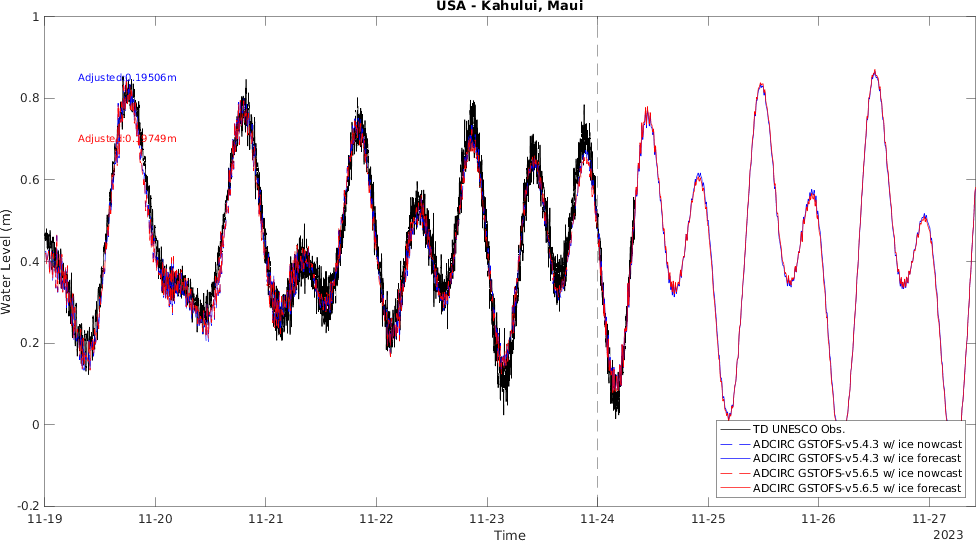 USA - Kahului, Maui
1
0.8
0.6
0.4
0.2
0
-0.2
Water Level (m)
Adjusted:0.19506m
Adjusted:0.19749m
TD UNESCO Obs.
ADCIRC GSTOFS-v5.4.3 w/ ice nowcast
ADCIRC GSTOFS-v5.4.3 w/ ice forecast
ADCIRC GSTOFS-v5.6.5 w/ ice nowcast
ADCIRC GSTOFS-v5.6.5 w/ ice forecast
11-19 11-20 11-21 11-22 11-23 11-24 11-25 11-26 11-27
Time
2023